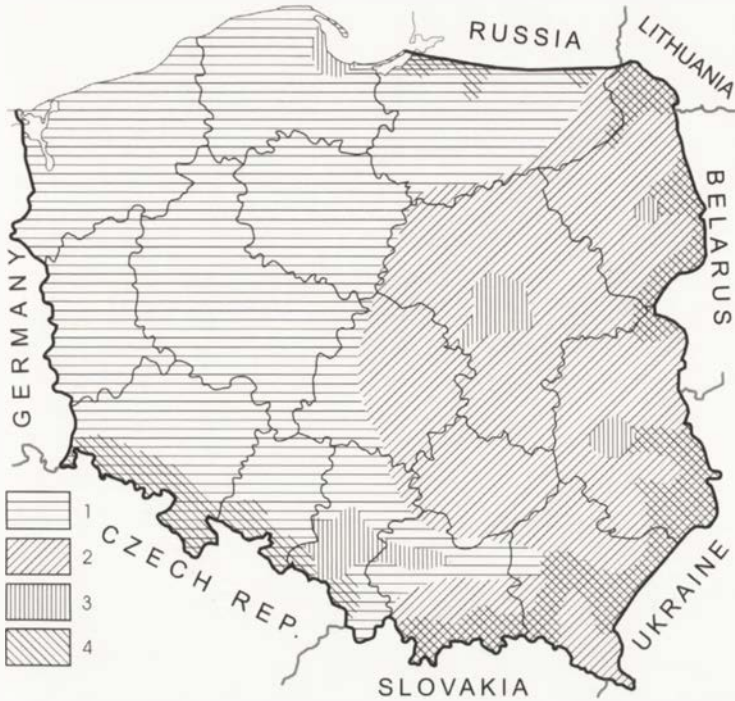 RUSSIA
LITHUANIA
BELARUS
GERMANY
1
2
3
4
CZECH REP.
UKRAINE
SLOVAKIA